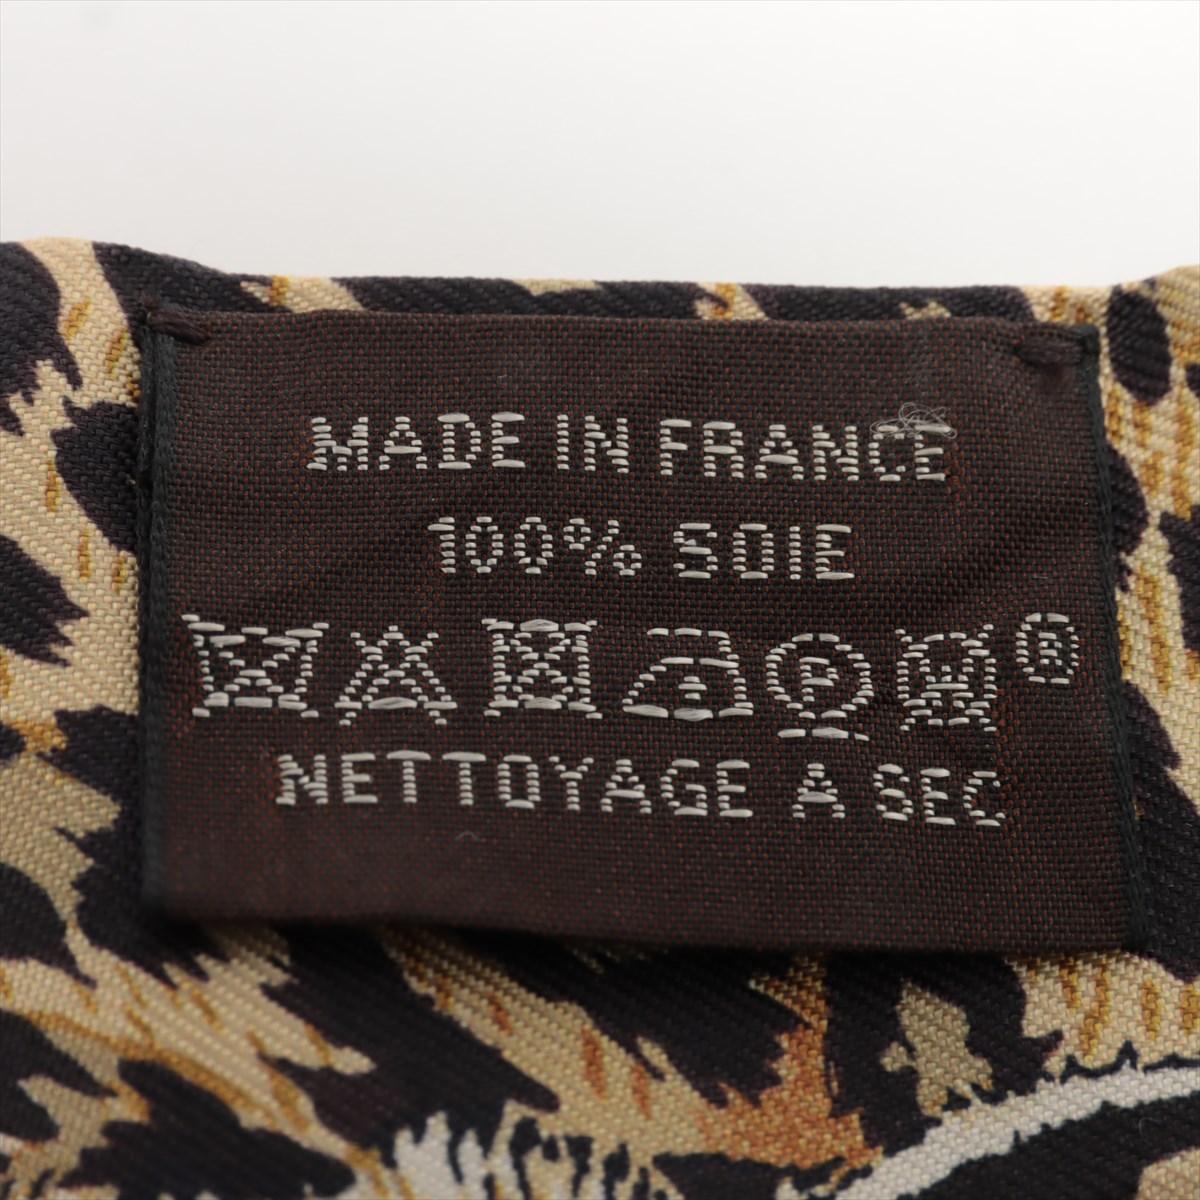 MADE IN FRANCE
100% SOIE
P W ®
NETTOYAGE A SEC